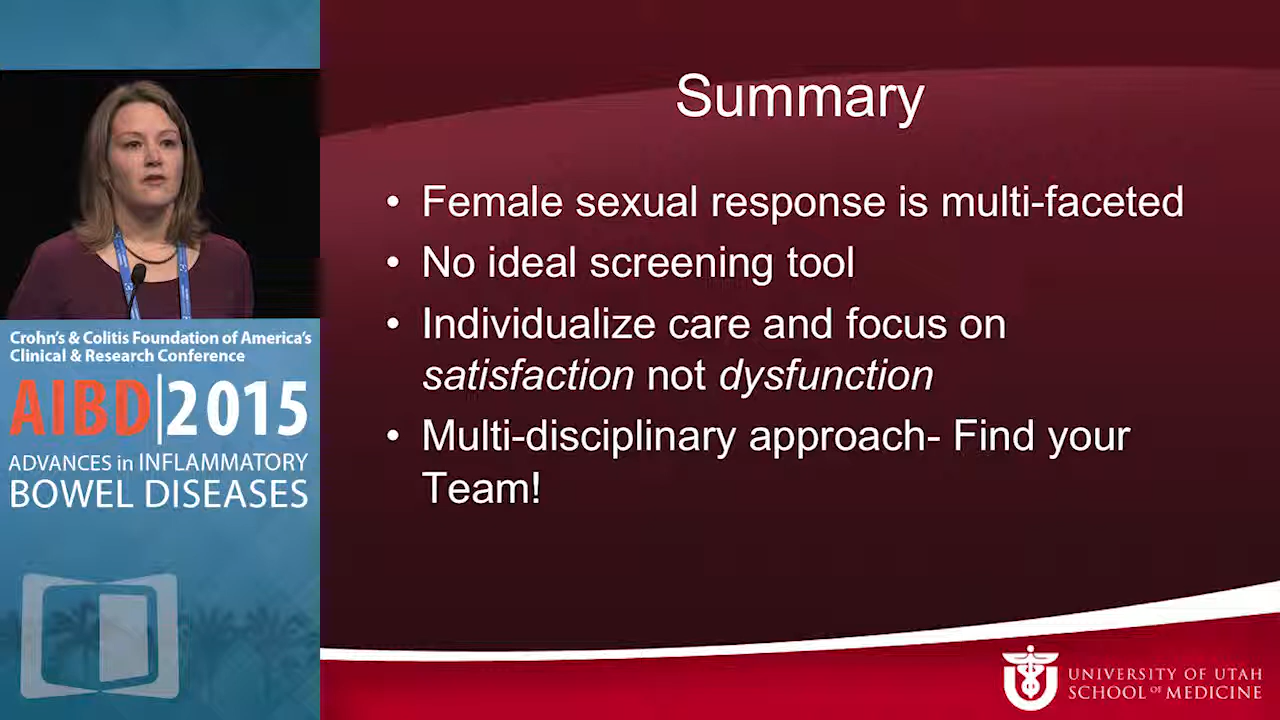 Summary
• Female sexual response is multi-faceted
• No ideal screening tool
• Individualize care and focus on
satisfaction not dysfunction
• Multi-disciplinary approach- Find your
Team!
Crohn's & Colitis Foundation of America's
Clinical & Research Conference
AIBD|2015
ADVANCES in INFLAMMATORY
BOWEL DISEASES
UNIVERSITY OF UTAH
SCHOOL OF MEDICINE